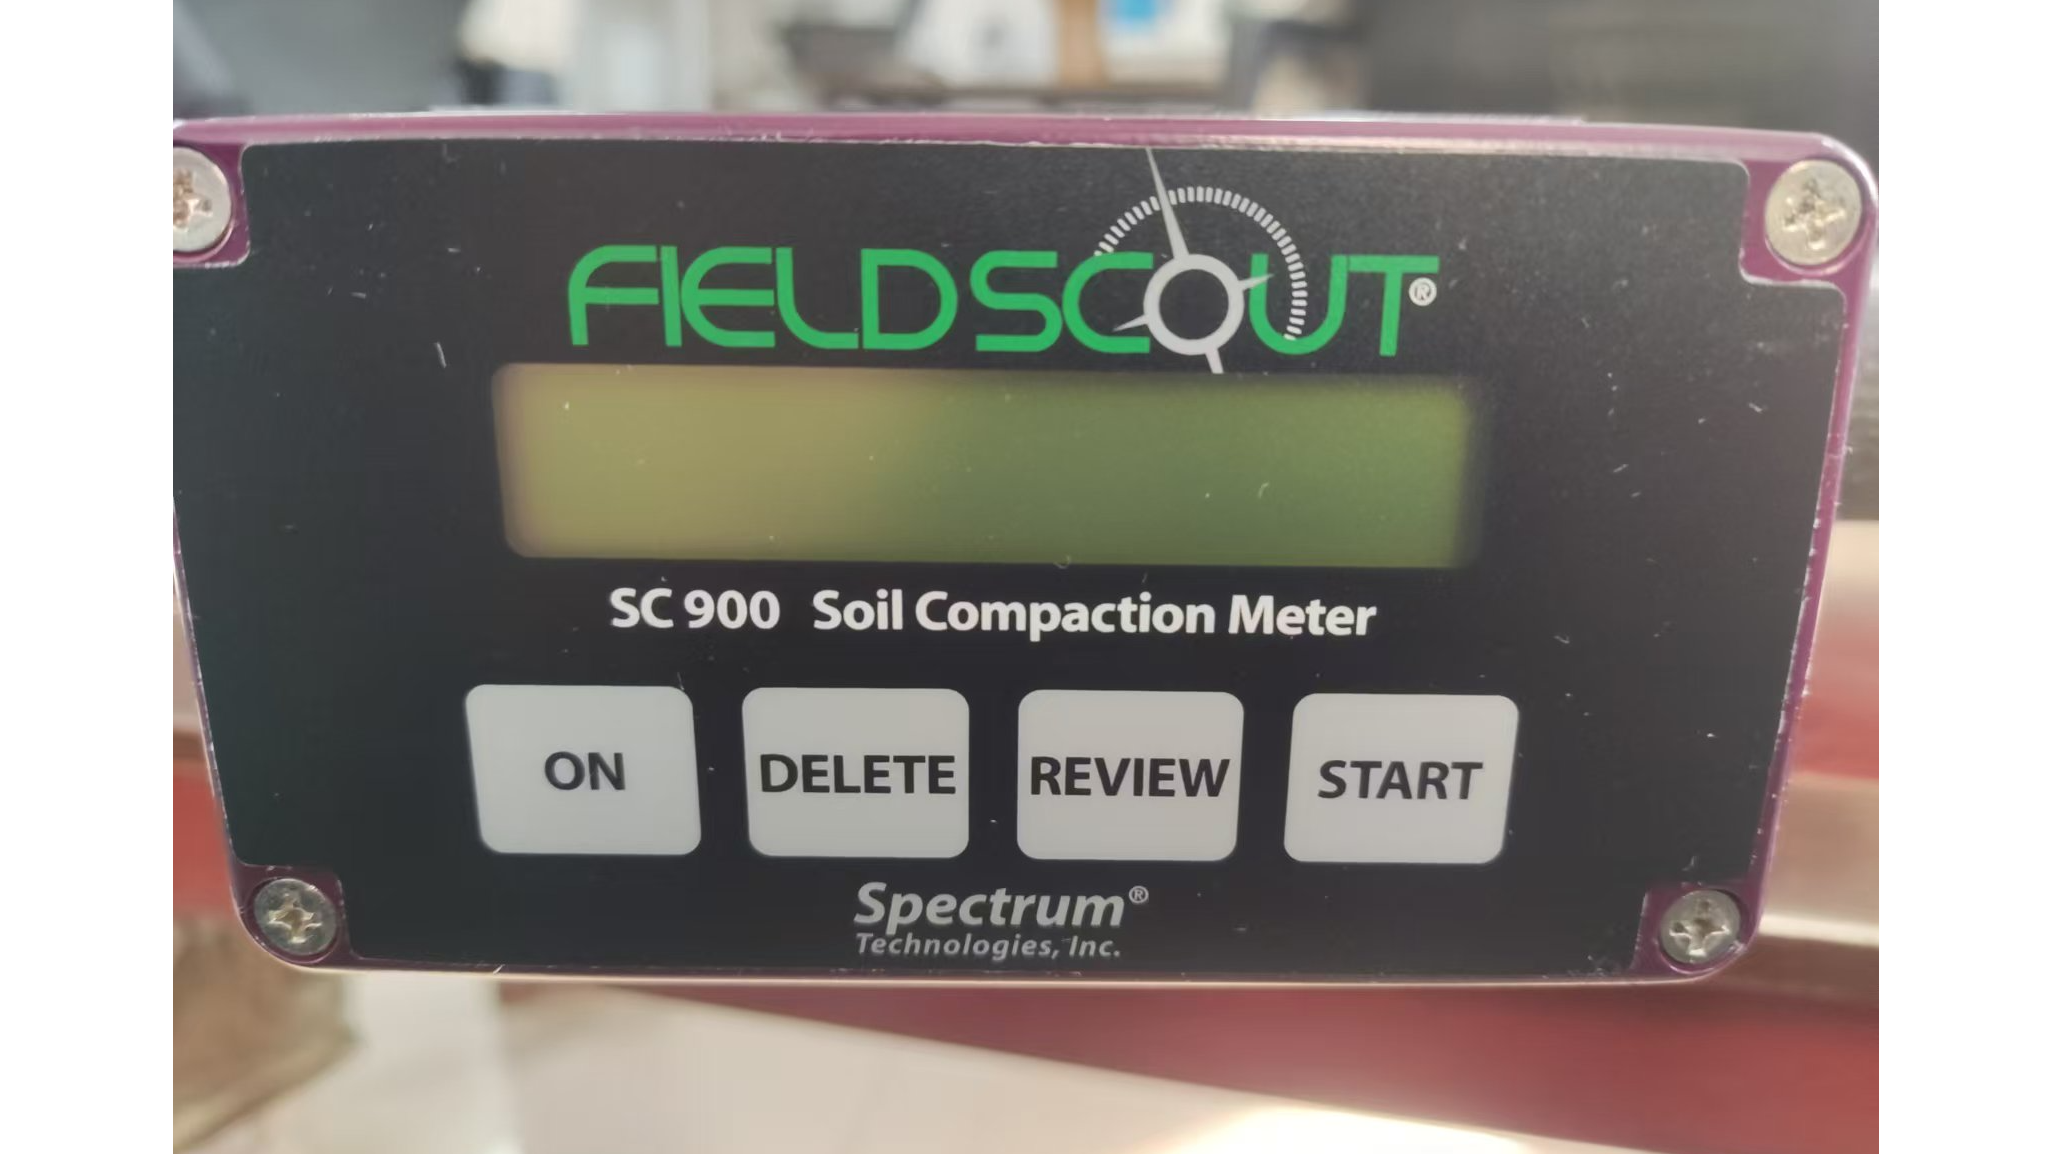 FIELDSCOUT®
SC 900 Soil Compaction Meter
ON DELETE REVIEW START
Spectrum®
Technologies, Inc.